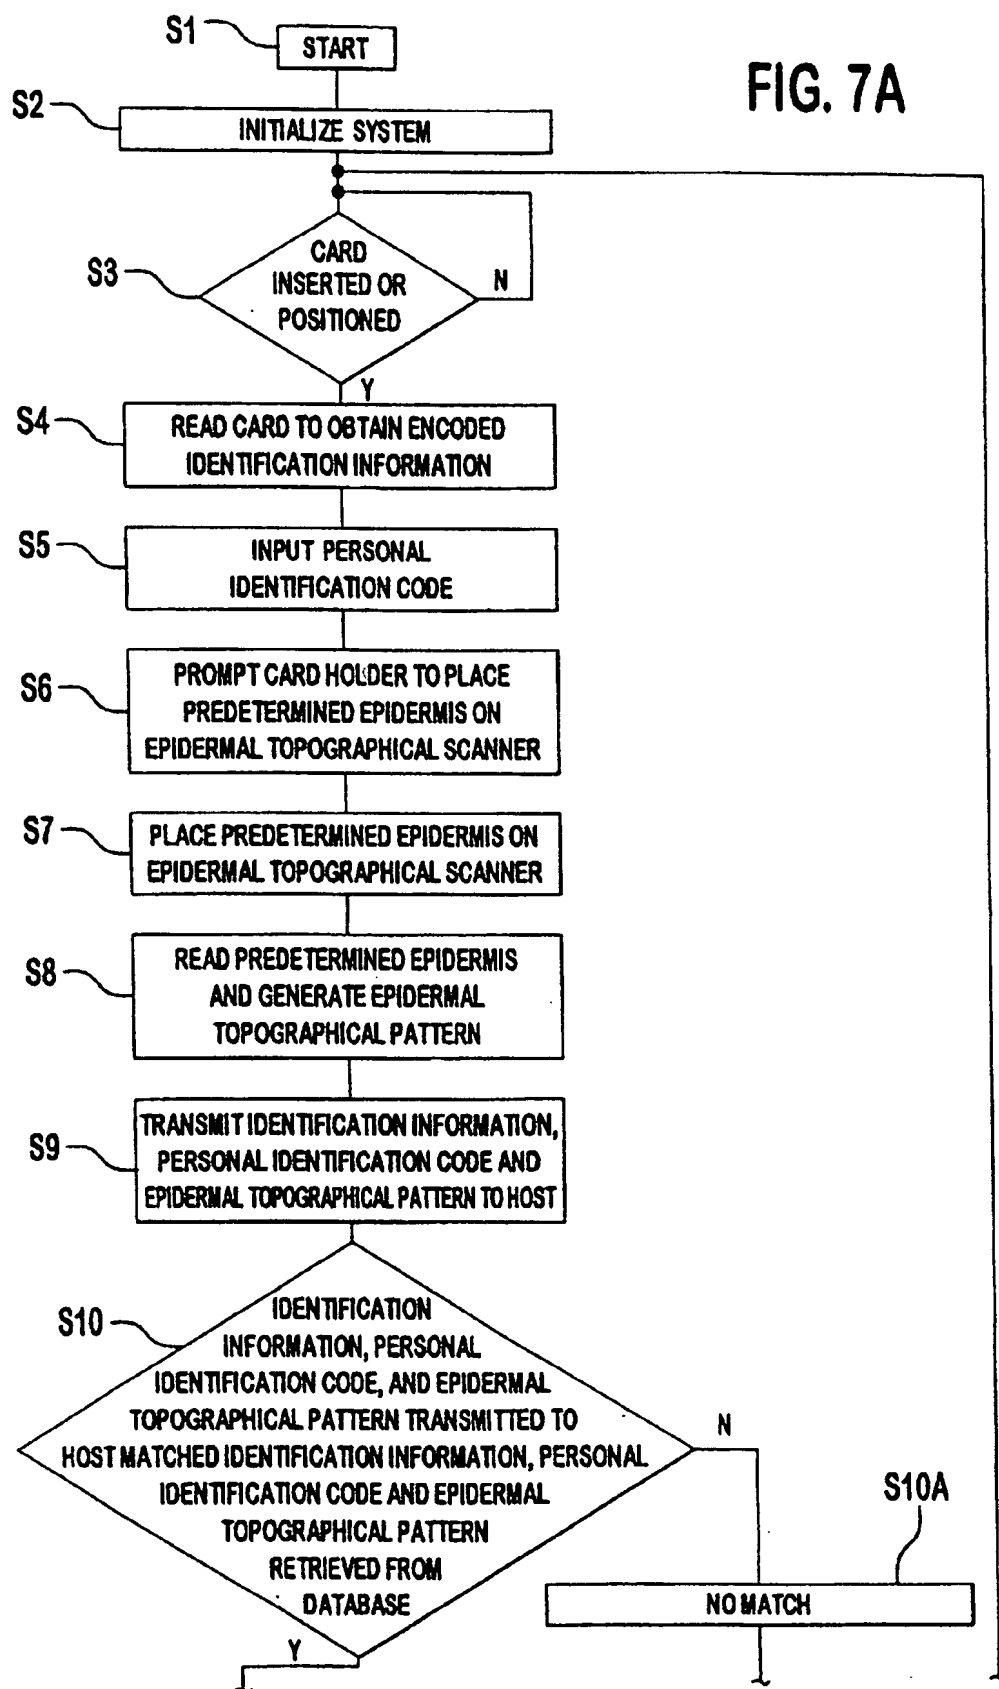 S1
START
FIG. 7A
S2
INITIALIZE SYSTEM
S3
CARD
INSERTED OR
POSITIONED
N
Y
S4
READ CARD TO OBTAIN ENCODED
IDENTIFICATION INFORMATION
S5
INPUT PERSONAL
IDENTIFICATION CODE
S6
PROMPT CARD HOLDER TO PLACE
PREDETERMINED EPIDERMIS ON
EPIDERMAL TOPOGRAPHICAL SCANNER
S7
PLACE PREDETERMINED EPIDERMIS ON
EPIDERMAL TOPOGRAPHICAL SCANNER
S8
READ PREDETERMINED EPIDERMIS
AND GENERATE EPIDERMAL
TOPOGRAPHICAL PATTERN
S9
TRANSMIT IDENTIFICATION INFORMATION,
PERSONAL IDENTIFICATION CODE AND
EPIDERMAL TOPOGRAPHICAL PATTERN TO HOST
S10
IDENTIFICATION
INFORMATION, PERSONAL
IDENTIFICATION CODE, AND EPIDERMAL
TOPOGRAPHICAL PATTERN TRANSMITTED TO
HOST MATCHED IDENTIFICATION INFORMATION, PERSONAL
IDENTIFICATION CODE AND EPIDERMAL
TOPOGRAPHICAL PATTERN
RETRIEVED FROM
DATABASE
N
S10A
NO MATCH
Y